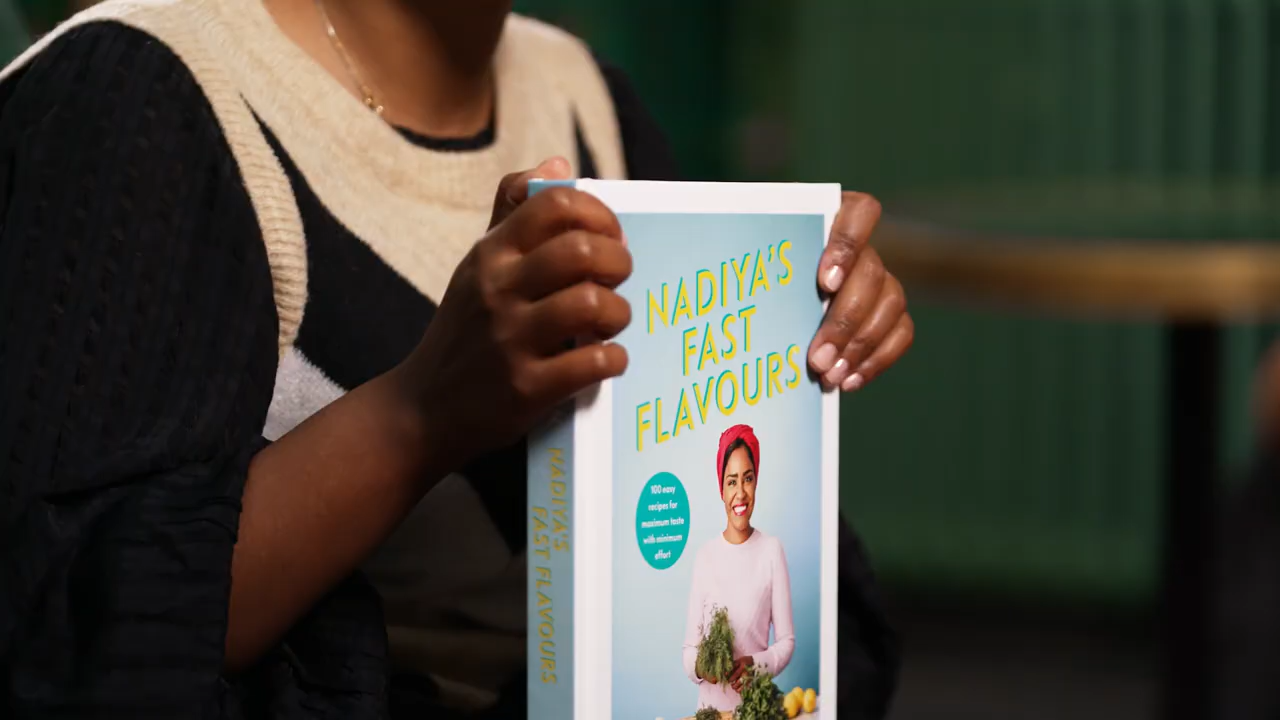 NADIYA'S
FAST
FLAVOURS
100 easy
recipes for
maximum taste
with minimum
effort
NADIYA'S
FAST FLAVOURS